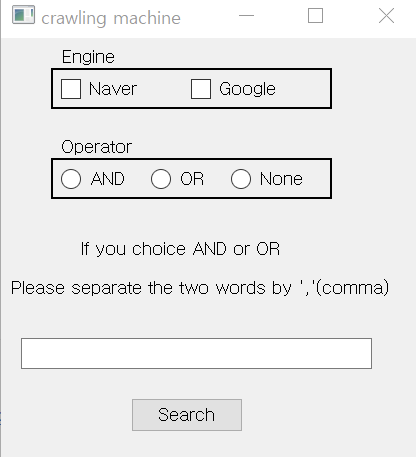 crawling machine
Engine
Naver Google
Operator
AND OR None
If you choice AND or OR
Please separate the two words by ','(comma)
Search